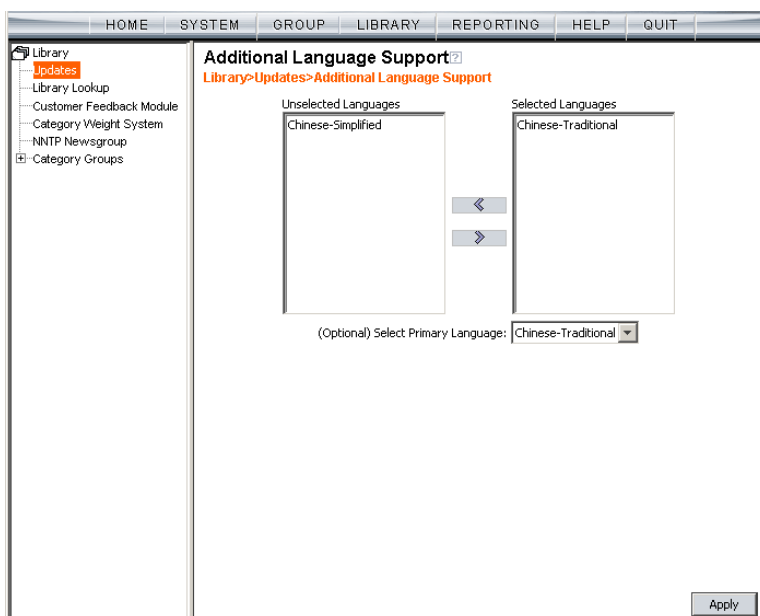 HOME SYSTEM GROUP LIBRARY REPORTING HELP QUIT
Library
Updates
Library Lookup
Customer Feedback Module
Category Weight System
NNTP Newsgroup
Category Groups
Additional Language Support
Library>Updates>Additional Language Support
Unselected Languages Selected Languages
Chinese-Simplified Chinese-Traditional
(Optional) Select Primary Language: Chinese-Traditional
Apply